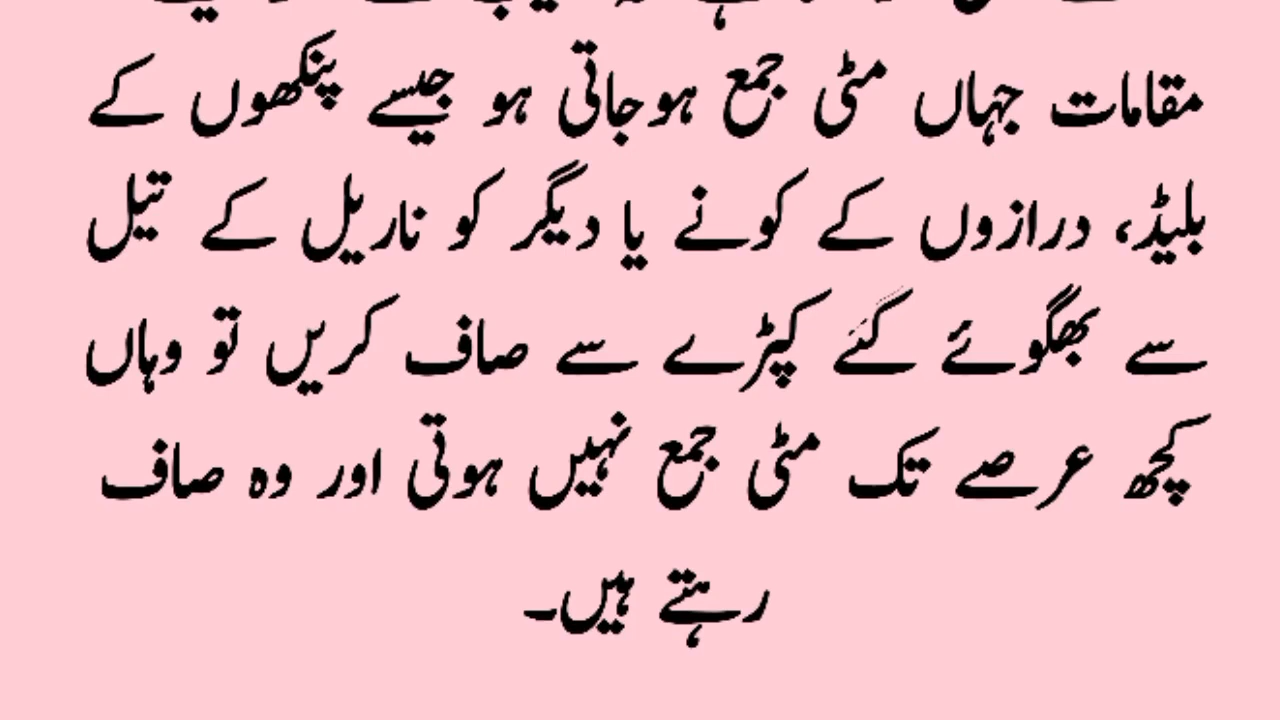 مقامات جہاں مٹی جمع ہوجاتی ہو جیسے پنکھوں کے
بلیڈ، درازوں کے کونے یا دیگر کو ناریل کے تیل
سے بھگوئے گئے کپڑے سے صاف کریں تو وہاں
کچھ عرصے تک مٹی جمع نہیں ہوتی اور وہ صاف
رہتے ہیں۔